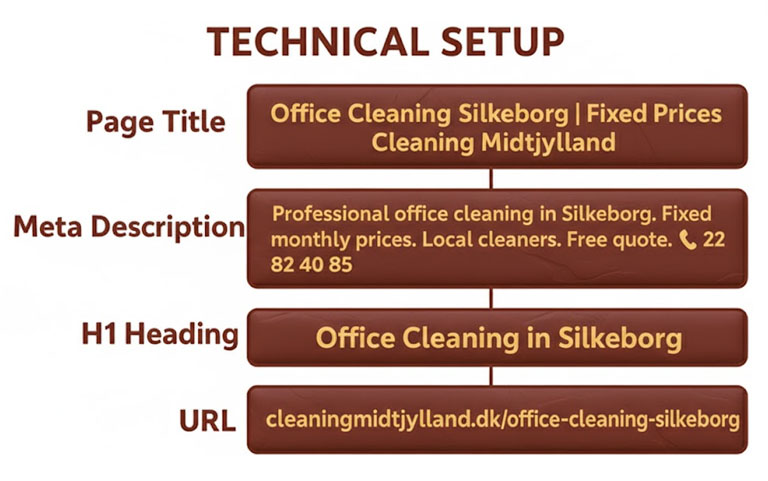 TECHNICAL SETUP
Page Title
Office Cleaning Silkeborg | Fixed Prices
Cleaning Midtjylland
Meta Description
Professional office cleaning in Silkeborg. Fixed
monthly prices. Local cleaners. Free quote. 📞 22
82 40 85
H1 Heading
Office Cleaning in Silkeborg
URL
cleaningmidtjylland.dk/office-cleaning-silkeborg